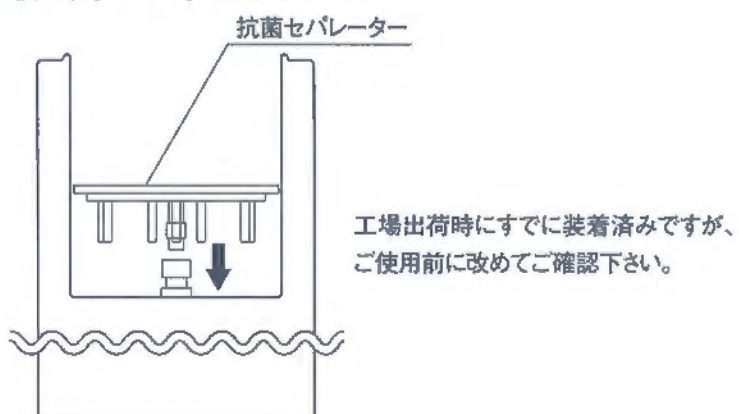 抗菌セパレーター
工場出荷時にすでに装着済みですが、
ご使用前に改めてご確認下さい。